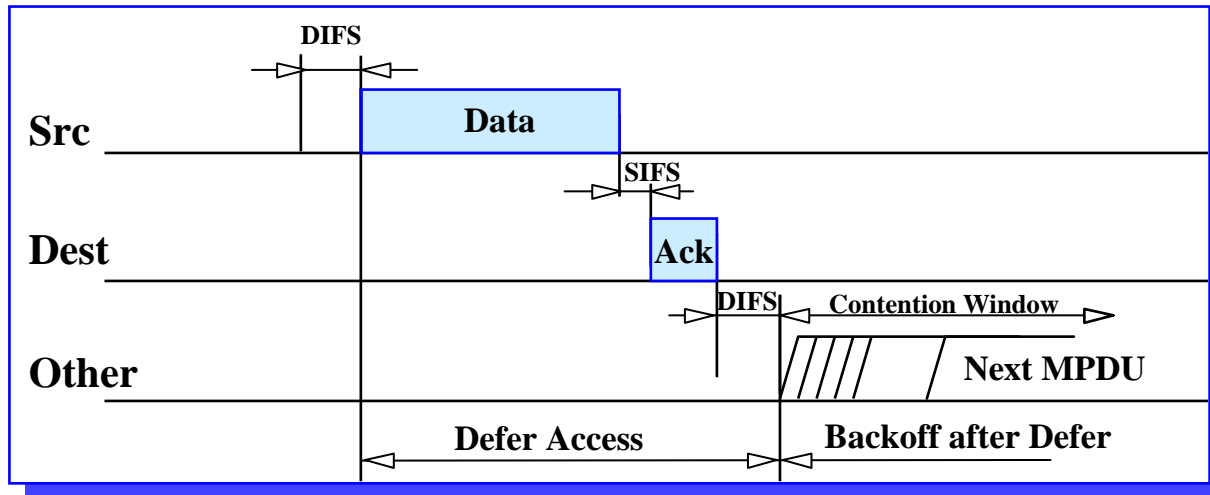 DIFS
Src
Data
SIFS
Dest
Ack
DIFS
Contention Window
Other
Next MPDU
Defer Access
Backoff after Defer